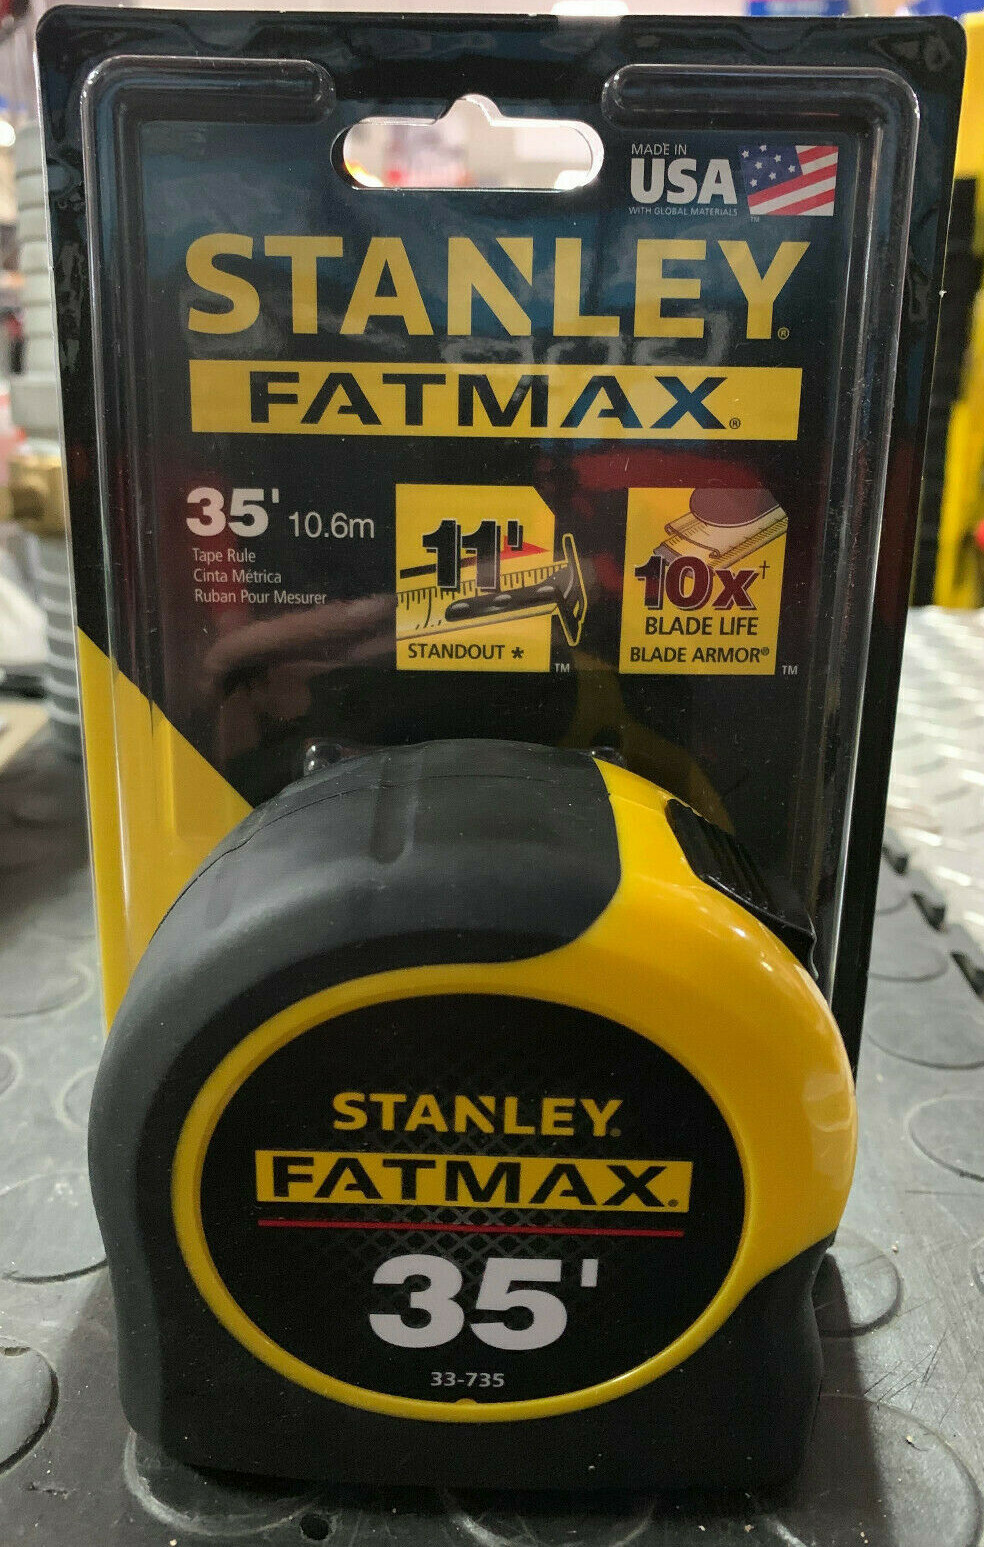 MADE IN
USA
WITH GLOBAL MATERIALS
™
STANLEY®
FATMAX®
35' 10.6m
Tape Rule
Cinta Métrica
Ruban Pour Mesurer
11'
STANDOUT *
™
10x†
BLADE LIFE
BLADE ARMOR®
™
STANLEY®
FATMAX®
35'
33-735